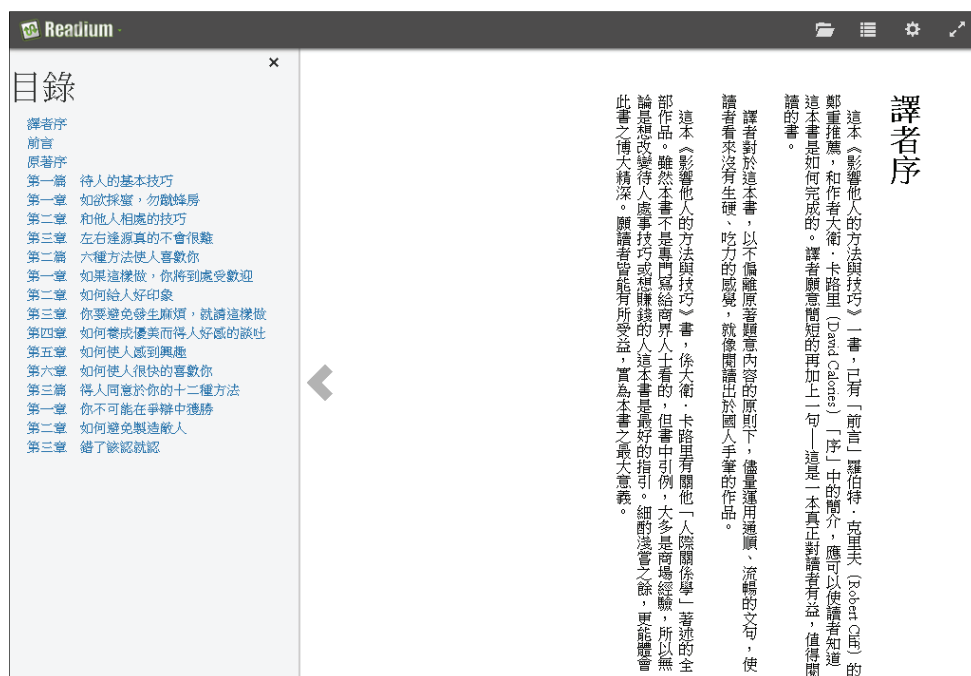 Readium
×
目錄
譯者序
前言
原著序
第一篇 待人的基本技巧
第一章 如欲採蜜，勿蹴蜂房
第二章 和他人相處的技巧
第三章 左右逢源真的不會很難
第二篇 六種方法使人喜歡你
第一章 如果這樣做，你將到處受歡迎
第二章 如何給人好印象
第三章 你要避免發生麻煩，就請這樣做
第四章 如何養成優美而得人好感的談吐
第五章 如何使人感到興趣
第六章 如何使人很快的喜歡你
第三篇 得人同意於你的十二種方法
第一章 你不可能在爭辯中獲勝
第二章 如何避免製造敵人
第三章 錯了該認就認
譯者序
這本《影響他人的方法與技巧》一書，已有「前言」羅伯特．克里夫 (Robert Cliff) 的
鄭重推薦，和作者大衛．卡路里 (David Calories) 「序」中的簡介，應可以使讀者知道
這本書是如何完成的。譯者願意簡短的再加上一句——這是一本真正對讀者有益，值得閱
讀的書。
譯者對於這本書，以不偏離原著題意內容的原則下，儘量運用通順、流暢的文句，使
讀者看來沒有生硬、吃力的感覺，就像閱讀出於國人手筆的作品。
這本《影響他人的方法與技巧》書，係大衛．卡路里有關他「人際關係學」著述的全
部作品。雖然本書不是專門寫給商界人士看的，但書中引例，大多是商場經驗，所以無
論是想改變待人處事技巧或想賺錢的人這本書是最好的指引。細酌淺嘗之餘，更能體會
此書之博大精深。願讀者皆能有所受益，實為本書之最大意義。